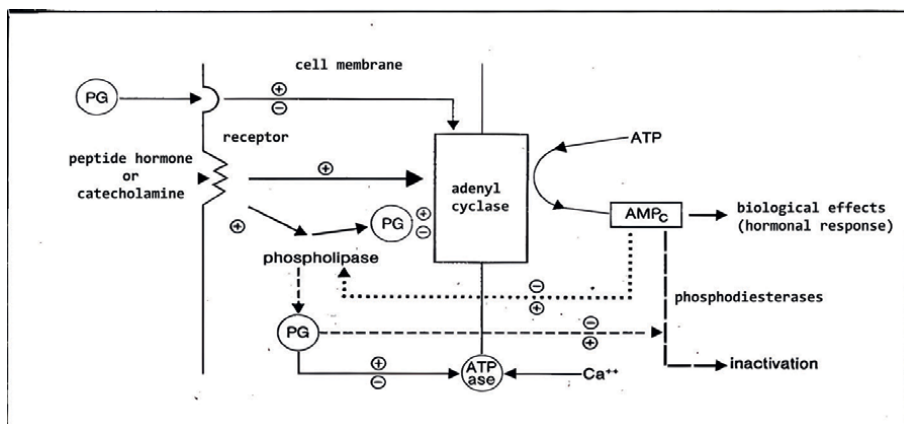 cell membrane
PG
⊕
⊖
receptor
ATP
peptide hormone
or
catecholamine
⊕
adenyl
cyclase
AMPc
biological effects
(hormonal response)
⊕
PG
⊕
⊖
phospholipase
⊖
⊕
phosphodiesterases
PG
⊖
⊕
⊕
⊖
ATP
ase
Ca++
inactivation